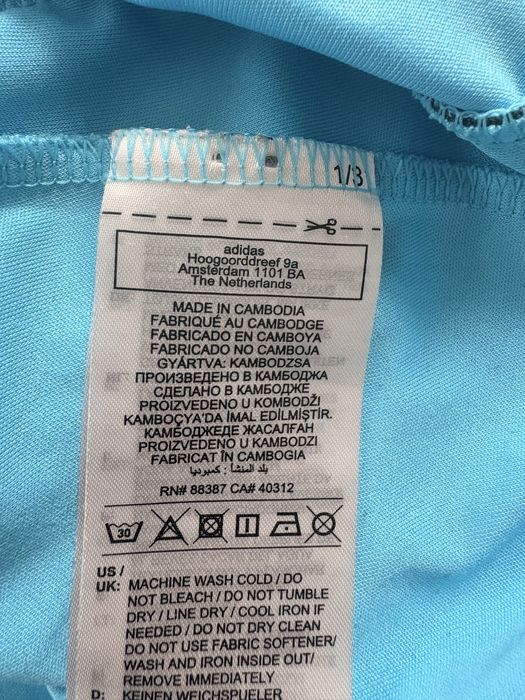 1/3
adidas
Hoogoorddreef 9a
Amsterdam 1101 BA
The Netherlands
MADE IN CAMBODIA
FABRIQUÉ AU CAMBODGE
FABRICADO EN CAMBOYA
FABRICADO NO CAMBOJA
GYÁRTVA: KAMBODZSA
ПРОИЗВЕДЕНО В КАМБОДЖА
СДЕЛАНО В КАМБОДЖЕ
PROIZVEDENO U KOMBODŽI
KAMBOÇYA'DA İMAL EDİLMİŞTİR.
КАМБОДЖЕДЕ ЖАСАЛҒАН
PROIZVEDENO U KAMBODZI
FABRICAT ÎN CAMBOGIA
بلد المنشأ : كمبوديا
RN# 88387 CA# 40312
30
US /
UK: MACHINE WASH COLD / DO
NOT BLEACH / DO NOT TUMBLE
DRY / LINE DRY / COOL IRON IF
NEEDED / DO NOT DRY CLEAN
DO NOT USE FABRIC SOFTENER/
WASH AND IRON INSIDE OUT/
REMOVE IMMEDIATELY
D: KEINEN WEICHSPUELER